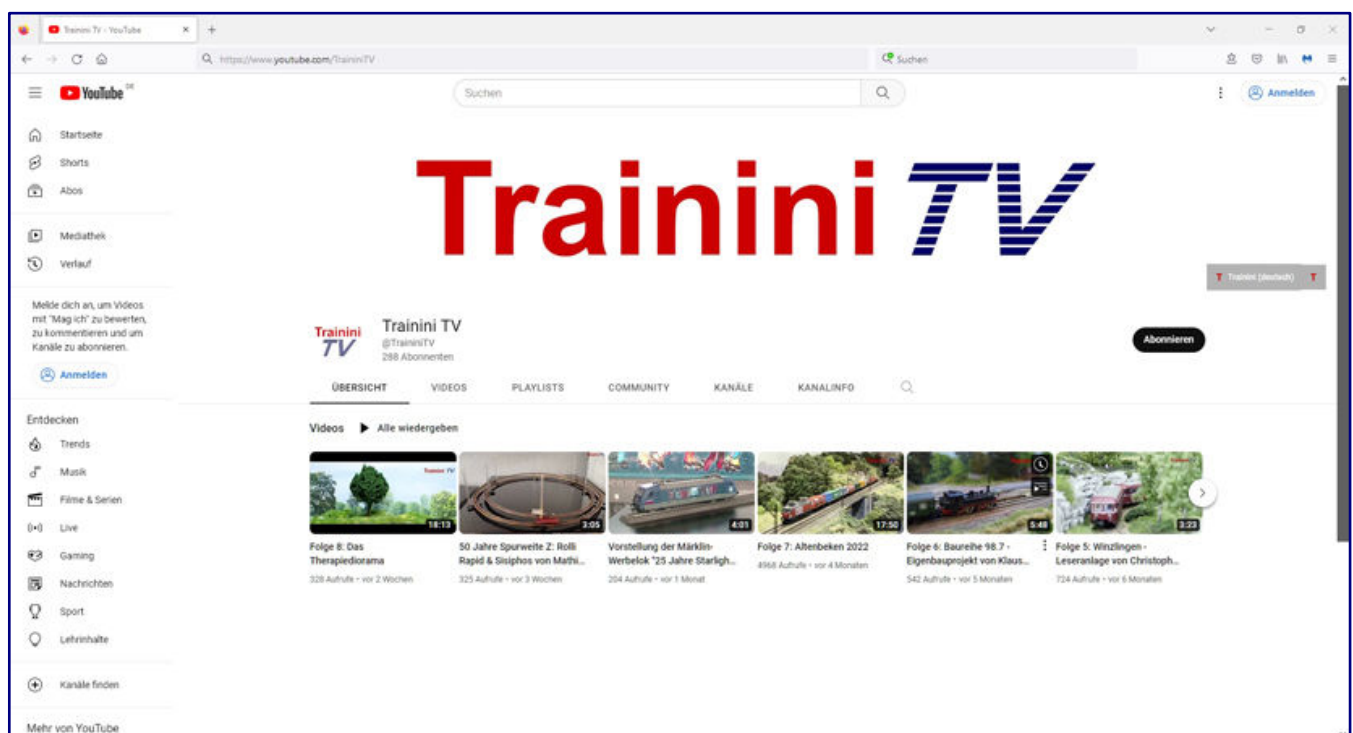 Trainini TV - YouTube
https://www.youtube.com/TraininiTV
Suchen
YouTube DE
Suchen
Anmelden
Startseite
Shorts
Abos
Mediathek
Verlauf
Melde dich an, um Videos
mit "Mag ich" zu bewerten,
zu kommentieren und um
Kanäle zu abonnieren.
Anmelden
Entdecken
Trends
Musik
Filme & Serien
Live
Gaming
Nachrichten
Sport
Lehrinhalte
Kanäle finden
Mehr von YouTube
Trainini TV
T Trainini (deutsch) T
Trainini
TV
Trainini TV
@TraininiTV
288 Abonnenten
Abonnieren
ÜBERSICHT VIDEOS PLAYLISTS COMMUNITY KANÄLE KANALINFO
Videos Alle wiedergeben
Trainini TV
18:13
Folge 8: Das
Therapiediorama
328 Aufrufe • vor 2 Wochen
3:05
50 Jahre Spurweite Z: Rolli
Rapid & Sisiphos von Mathi...
325 Aufrufe • vor 3 Wochen
4:01
Vorstellung der Märklin-
Werbelok "25 Jahre Starligh...
204 Aufrufe • vor 1 Monat
17:50
Folge 7: Altenbeken 2022
4968 Aufrufe • vor 4 Monaten
5:48
Folge 6: Baureihe 98.7 -
Eigenbauprojekt von Klaus...
542 Aufrufe • vor 5 Monaten
3:23
Folge 5: Winzlingen -
Leseranlage von Christoph...
724 Aufrufe • vor 6 Monaten